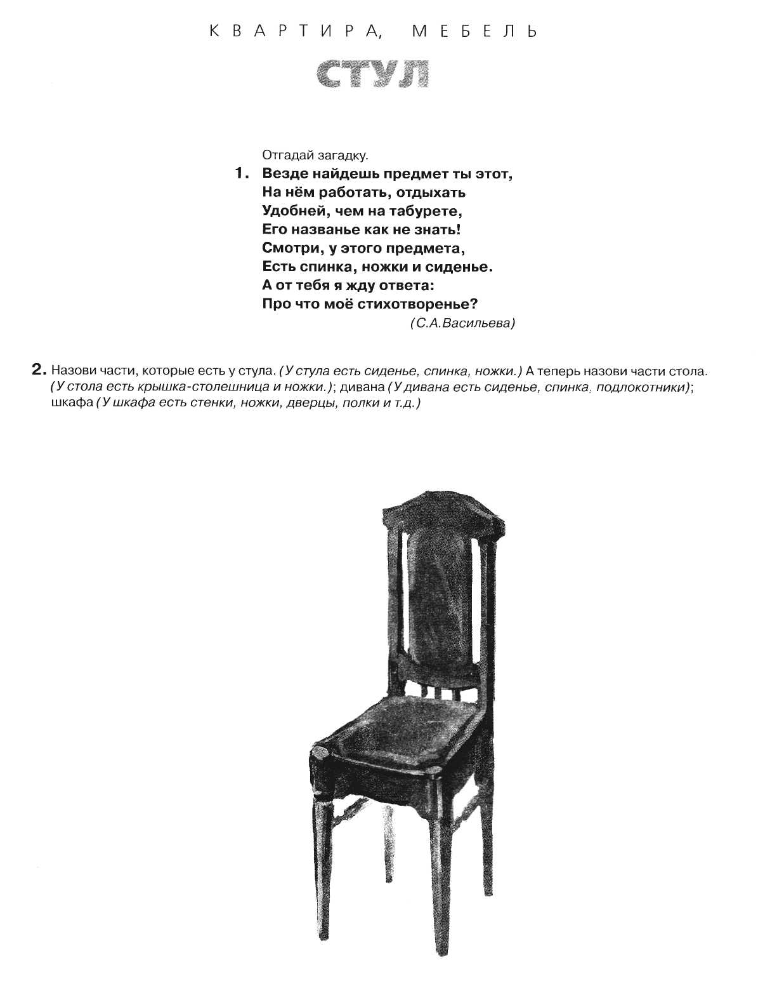 КВАРТИРА, МЕБЕЛЬ
СТУЛ
Отгадай загадку.
1. Везде найдешь предмет ты этот,
На нём работать, отдыхать
Удобней, чем на табурете,
Его названье как не знать!
Смотри, у этого предмета,
Есть спинка, ножки и сиденье.
А от тебя я жду ответа:
Про что моё стихотворенье?
(С.А.Васильева)
2. Назови части, которые есть у стула. (У стула есть сиденье, спинка, ножки.) А теперь назови части стола.
(У стола есть крышка-столешница и ножки.); дивана (У дивана есть сиденье, спинка, подлокотники);
шкафа (У шкафа есть стенки, ножки, дверцы, полки и т.д.)